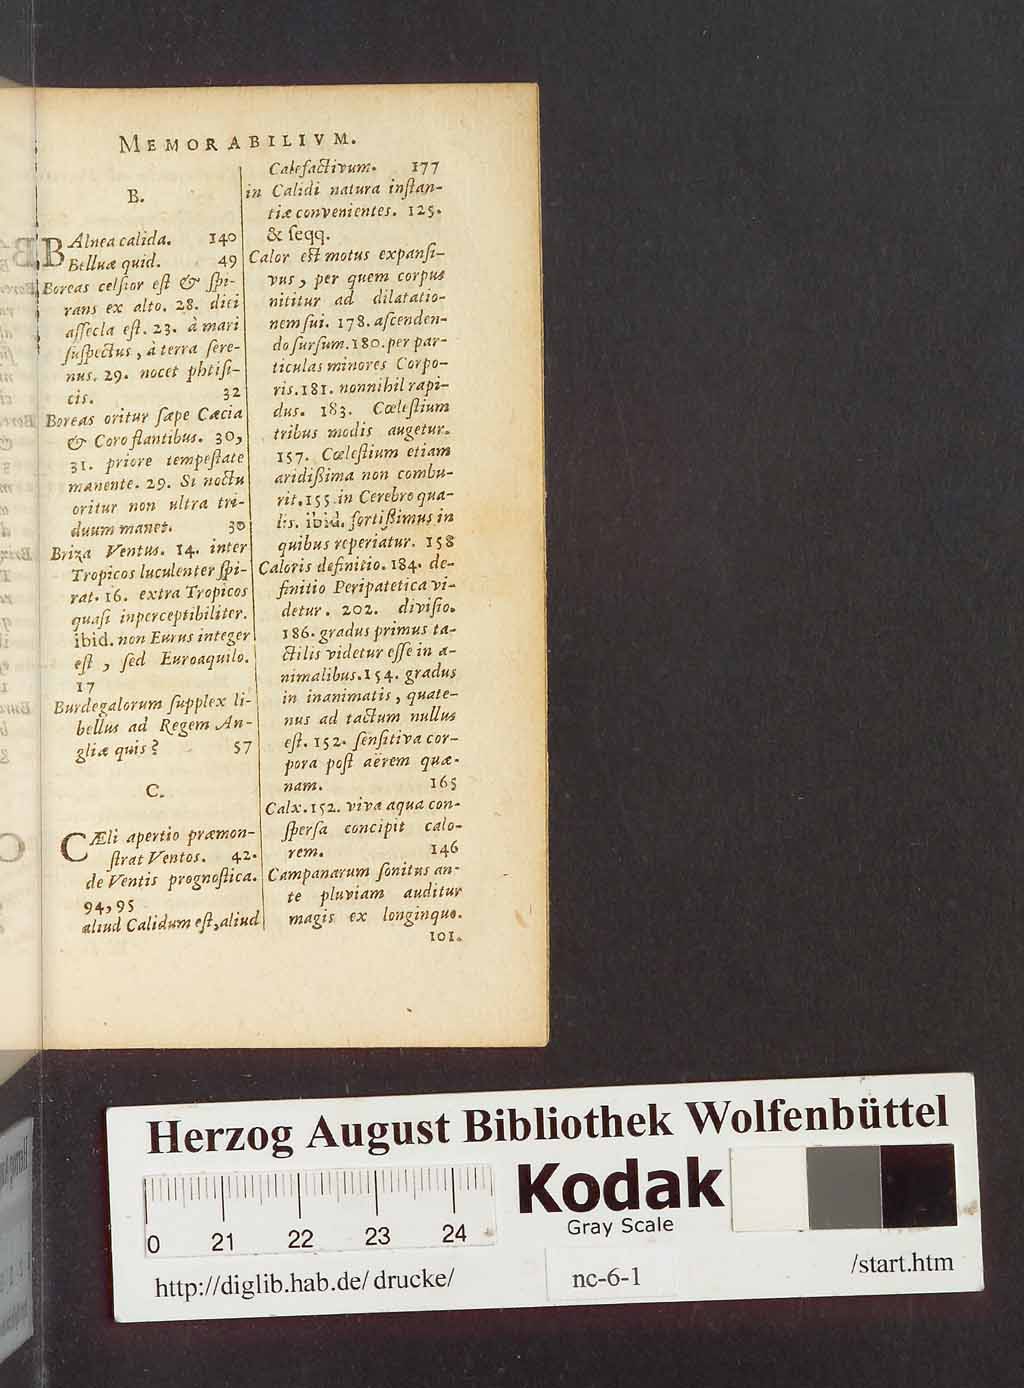 MEMORABILIVM.
B.
BAlnea calida. 140
Belluæ quid. 49
Boreas celsior est & spi-
rans ex alto. 28. diei
assecla est. 23. à mari
suspectus, à terra sere-
nus. 29. nocet phtisi-
cis. 32
Boreas oritur sæpe Cæcia
& Coro flantibus. 30,
31. priore tempestate
manente. 29. Si noctu
oritur non ultra tri-
duum manet. 30
Briza Ventus. 14. inter
Tropicos luculenter spi-
rat. 16. extra Tropicos
quasi inperceptibiliter.
ibid. non Eurus integer
est, sed Euroaquilo.
17
Burdegalorum supplex li-
bellus ad Regem An-
gliæ quis? 57
C.
CÆli apertio præmon-
strat Ventos. 42.
de Ventis prognostica.
94,95
aliud Calidum est, aliud
Calefactivum. 177
in Calidi natura instan-
tiæ convenientes. 125.
& seqq.
Calor est motus expansi-
vus, per quem corpus
nititur ad dilatatio-
nem sui. 178. ascenden-
do sursum. 180. per par-
ticulas minores Corpo-
ris. 181. nonnihil rapi-
dus. 183. Cœlestium
tribus modis augetur.
157. Cœlestium etiam
aridißima non combu-
rit. 155. in Cerebro qua-
lis. ibid. fortißimus in
quibus reperiatur. 158
Caloris definitio. 184. de-
finitio Peripatetica vi-
detur. 202. divisio.
186. gradus primus ta-
ctilis videtur esse in a-
nimalibus. 154. gradus
in inanimatis, quate-
nus ad tactum nullus
est. 152. sensitiva cor-
pora post aërem quæ-
nam. 165
Calx. 152. viva aqua con-
spersa concipit calo-
rem. 146
Campanarum sonitus an-
te pluviam auditur
magis ex longinquo.
101.
Herzog August Bibliothek Wolfenbüttel
Kodak
Gray Scale
0 21 22 23 24
http://diglib.hab.de/drucke/ nc-6-1 /start.htm